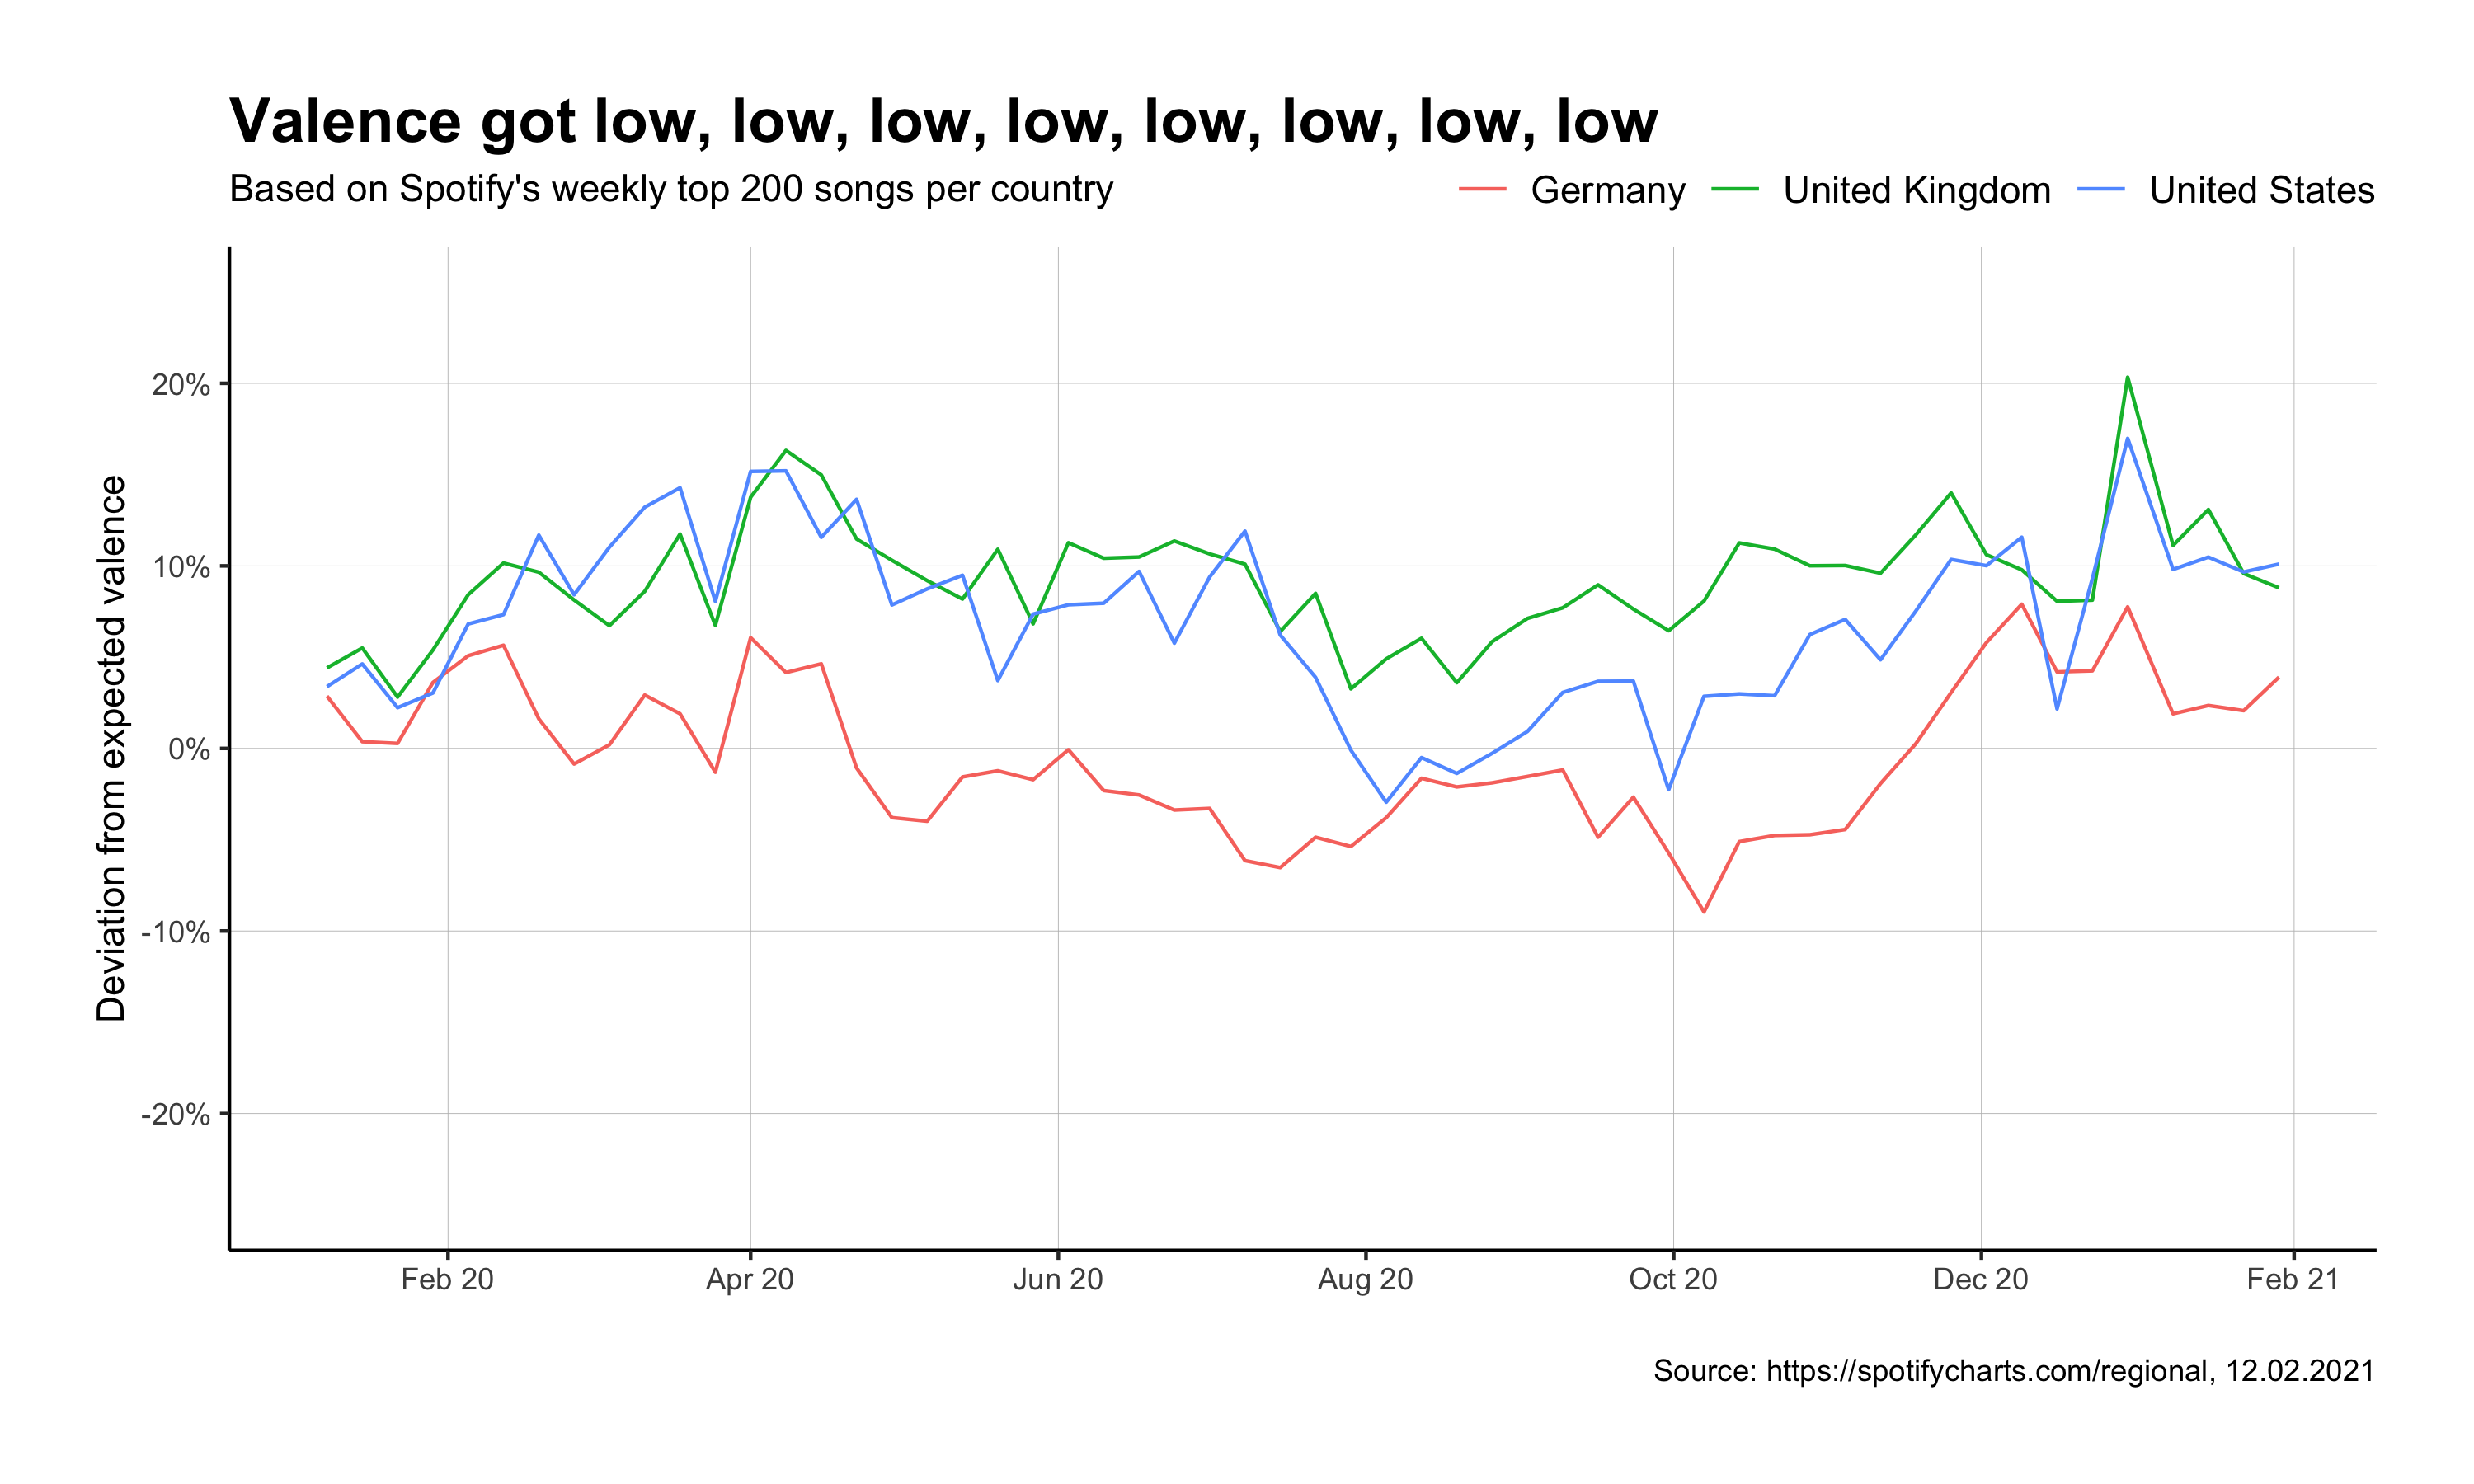 Valence got low, low, low, low, low, low, low, low
Based on Spotify's weekly top 200 songs per country
Germany United Kingdom United States
Deviation from expected valence
20%
10%
0%
-10%
-20%
Feb 20 Apr 20 Jun 20 Aug 20 Oct 20 Dec 20 Feb 21
Source: https://spotifycharts.com/regional, 12.02.2021